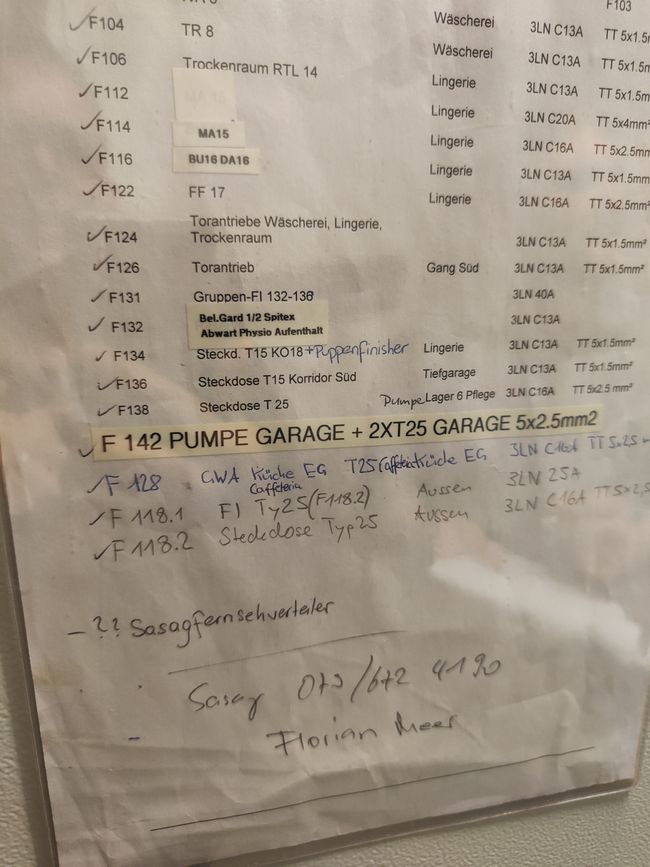 F103
F104 TR 8 Wäscherei 3LN C13A TT 5x1.5
F106 Trockenraum RTL 14 Wäscherei 3LN C13A TT 5x1.5m
F112 Lingerie 3LN C13A TT 5x1.5m
F114 MA15 Lingerie 3LN C20A TT 5x4mm²
F116 BU16 DA16 Lingerie 3LN C16A TT 5x2.5m
F122 FF 17 Lingerie 3LN C13A TT 5x1.5m
3LN C16A TT 5x2.5mm²
Torantriebe Wäscherei, Lingerie,
F124 Trockenraum 3LN C13A TT 5x1.5mm²
F126 Torantrieb Gang Süd 3LN C13A TT 5x1.5mm²
F131 Gruppen-FI 132-136 3LN 40A
F132 Bel.Gard 1/2 Spitex 3LN C13A
Abwart Physio Aufenthalt
F134 Steckd. T15 KO18 + Puppenfinisher Lingerie 3LN C13A TT 5x1.5mm²
F136 Steckdose T15 Korridor Süd Tiefgarage 3LN C13A TT 5x1.5mm²
F138 Steckdose T 25 Pumpe Lager 6 Pflege 3LN C16A TT 5x2.5 mm²
F 142 PUMPE GARAGE + 2XT25 GARAGE 5x2.5mm2
F 128 GWA Küche EG T25 Küche EG 3LN C16A TT 5x25
Caffeteria
F 118.1 FI Ty25 (F118.2) Aussen 3LN 25A
F 118.2 Steckdose Typ25 Aussen 3LN C16A TT 5x2,5
- ?? Sasagfernsehverteiler
Sasag 079/672 4190
Florian Meer